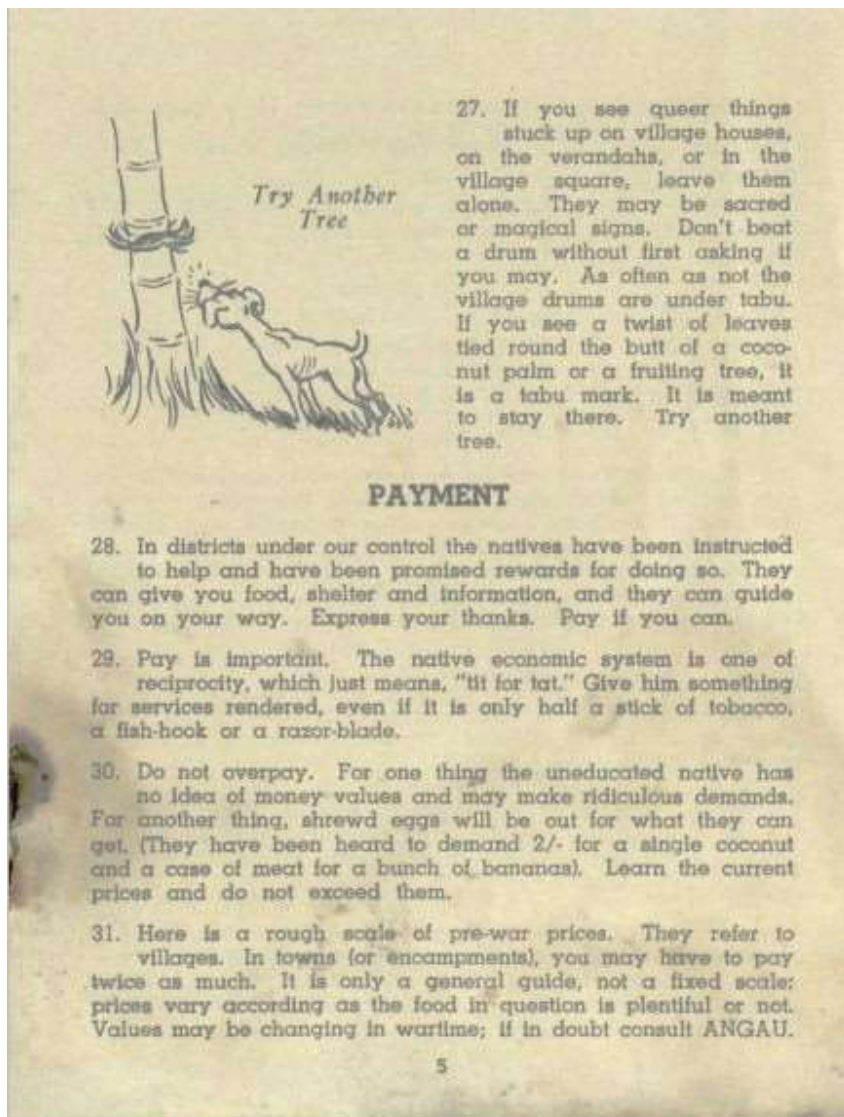 Try Another
Tree
27. If you see queer things
stuck up on village houses,
on the verandahs, or in the
village square, leave them
alone. They may be sacred
or magical signs. Don't beat
a drum without first asking if
you may. As often as not the
village drums are under tabu.
If you see a twist of leaves
tied round the butt of a coco-
nut palm or a fruiting tree, it
is a tabu mark. It is meant
to stay there. Try another
tree.
PAYMENT
28. In districts under our control the natives have been instructed
to help and have been promised rewards for doing so. They
can give you food, shelter and information, and they can guide
you on your way. Express your thanks. Pay if you can.
29. Pay is important. The native economic system is one of
reciprocity, which just means, "tit for tat." Give him something
for services rendered, even if it is only half a stick of tobacco,
a fish-hook or a razor-blade.
30. Do not overpay. For one thing the uneducated native has
no idea of money values and may make ridiculous demands.
For another thing, shrewd eggs will be out for what they can
get. (They have been heard to demand 2/- for a single coconut
and a case of meat for a bunch of bananas). Learn the current
prices and do not exceed them.
31. Here is a rough scale of pre-war prices. They refer to
villages. In towns (or encampments), you may have to pay
twice as much. It is only a general guide, not a fixed scale:
prices vary according as the food in question is plentiful or not.
Values may be changing in wartime; if in doubt consult ANGAU.
5